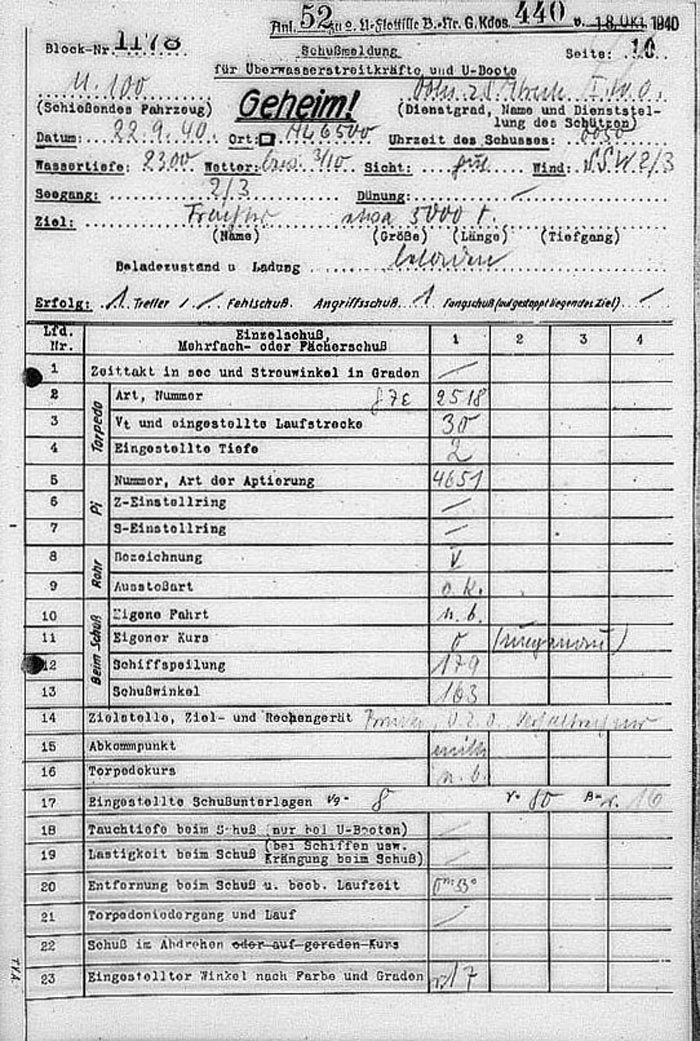 Anl. 52 zu 2. U-Flottille B.-Nr. G.Kdos. 440 v. 18. Okt. 1940
Block-Nr. 1178 Schußmeldung Seite: 10
für Überwasserstreitkräfte und U-Boote
U. 100 I.W.O.
(Schießendes Fahrzeug) Geheim! (Dienstgrad, Name und Dienststel-
lung des Schützen)
Datum: 22.9.40. Ort: Uhrzeit des Schusses:
Wassertiefe: 2300 Wetter: 3/10 Sicht: gut Wind: SSW 2/3
Seegang: 2/3 Dünung: —
Ziel: Frachter etwa 5000 t.
(Name) (Größe) (Länge) (Tiefgang)
Beladezustand u Ladung beladen
Erfolg: 1 Treffer / — Fehlschuß Angriffsschuß 1 Fangschuß (auf gestoppt liegendes Ziel) —
Lfd. Nr. Einzelschuß, Mehrfach- oder Fächerschuß 1 2 3 4
1 Zeittakt in sec und Streuwinkel in Graden —
Torpedo
2 Art, Nummer G7E 2518
3 Vt und eingestellte Laufstrecke 30
4 Eingestellte Tiefe 2
Pi
5 Nummer, Art der Aptierung 4651
6 Z-Einstellring —
7 S-Einstellring —
Rohr
8 Bezeichnung V
9 Ausstoßart o.K.
Beim Schuß
10 Eigene Fahrt n.b.
11 Eigener Kurs
12 Schiffspeilung 179
13 Schußwinkel 163
14 Zielstelle, Ziel- und Rechengerät
15 Abkommpunkt mitte
16 Torpedokurs n.b.
17 Eingestellte Schußunterlagen Vg- 8 γ- 80
18 Tauchtiefe beim Schuß (nur bei U-Booten) —
19 Lastigkeit beim Schuß (bei Schiffen usw. Krängung beim Schuß) —
20 Entfernung beim Schuß u. beob. Laufzeit
21 Torpedoniedergang und Lauf —
22 Schuß im Abdrehen oder auf geraden Kurs
23 Eingestellter Winkel nach Farbe und Graden r.17